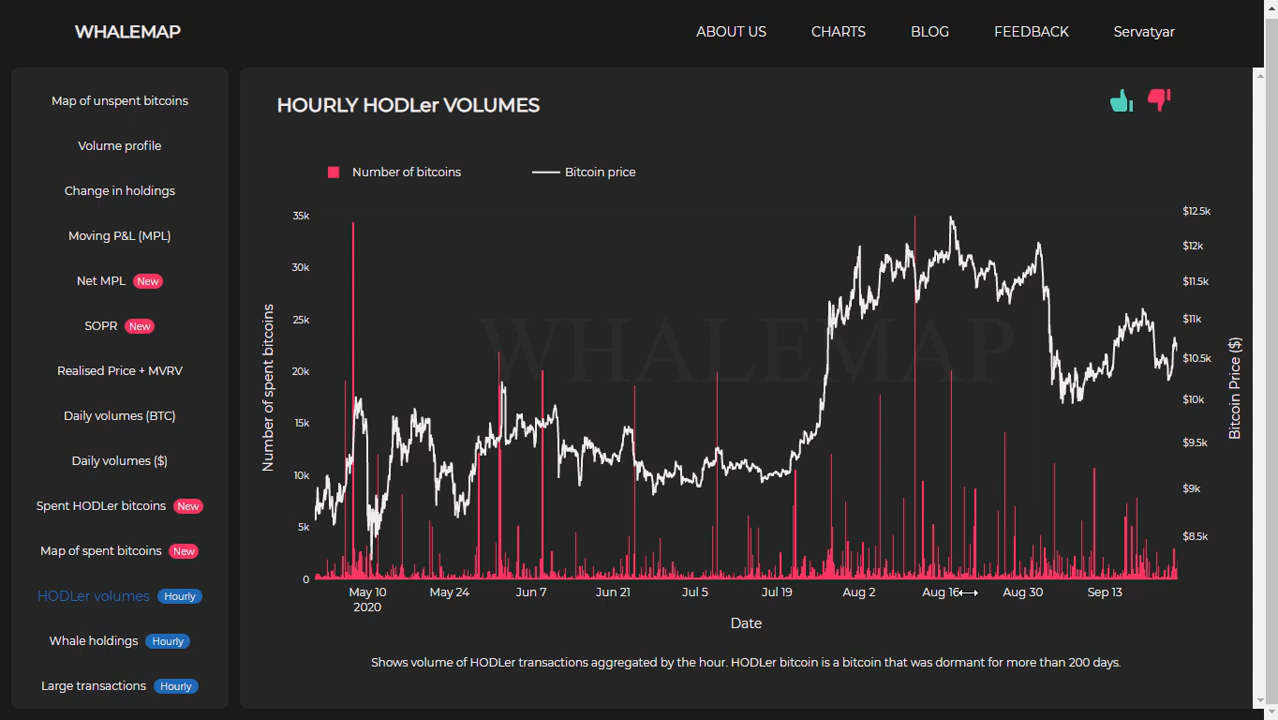 WHALEMAP
ABOUT US CHARTS BLOG FEEDBACK Servatyar
Map of unspent bitcoins
Volume profile
Change in holdings
Moving P&L (MPL)
Net MPL New
SOPR New
Realised Price + MVRV
Daily volumes (BTC)
Daily volumes ($)
Spent HODLer bitcoins New
Map of spent bitcoins New
HODLer volumes Hourly
Whale holdings Hourly
Large transactions Hourly
HOURLY HODLer VOLUMES
Number of bitcoins Bitcoin price
Number of spent bitcoins
35k
30k
25k
20k
15k
10k
5k
0
WHALEMAP
$12.5k
$12k
$11.5k
$11k
$10.5k
$10k
$9.5k
$9k
$8.5k
Bitcoin Price ($)
May 10 May 24 Jun 7 Jun 21 Jul 5 Jul 19 Aug 2 Aug 16 Aug 30 Sep 13
2020
Date
Shows volume of HODLer transactions aggregated by the hour. HODLer bitcoin is a bitcoin that was dormant for more than 200 days.